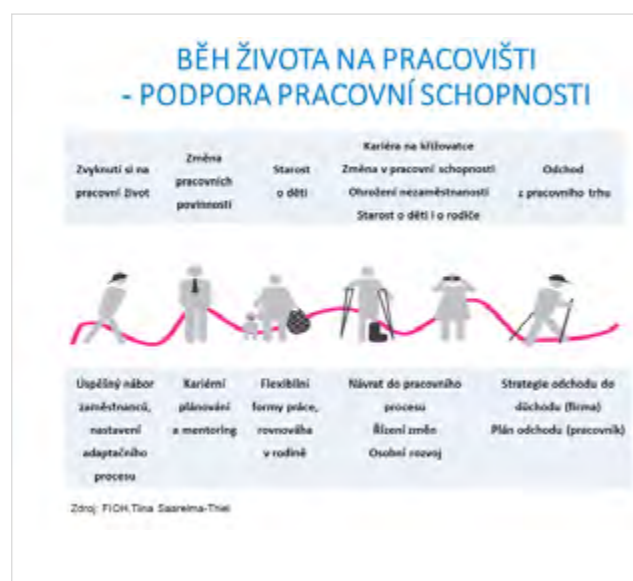 BĚH ŽIVOTA NA PRACOVIŠTI
- PODPORA PRACOVNÍ SCHOPNOSTI
Zvyknutí si na
pracovní život
Změna
pracovních
povinností
Starost
o děti
Kariéra na křižovatce
Změna v pracovní schopnosti
Ohrožení nezaměstnaností
Starost o děti i o rodiče
Odchod
z pracovního trhu
Úspěšný nábor
zaměstnanců,
nastavení
adaptačního
procesu
Kariérní
plánování
a mentoring
Flexibilní
formy práce,
rovnováha
v rodině
Návrat do pracovního
procesu
Řízení změn
Osobní rozvoj
Strategie odchodu do
důchodu (firma)
Plán odchodu (pracovník)
Zdroj: FIOH,Tiina Saarelma-Thiel